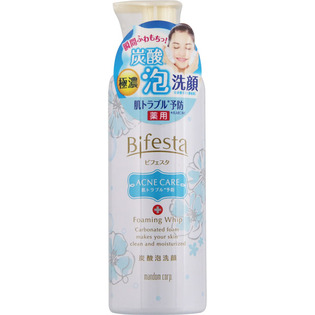 瞬間ふわもちっ!
炭酸
極濃
泡
洗顔
肌トラブル*予防
薬用
Bifesta
ビフェスタ
ACNE CARE
肌トラブル*予防
Foaming Whip
Carbonated foam
makes your skin
clean and moisturized
炭酸泡洗顔
mandom corp.